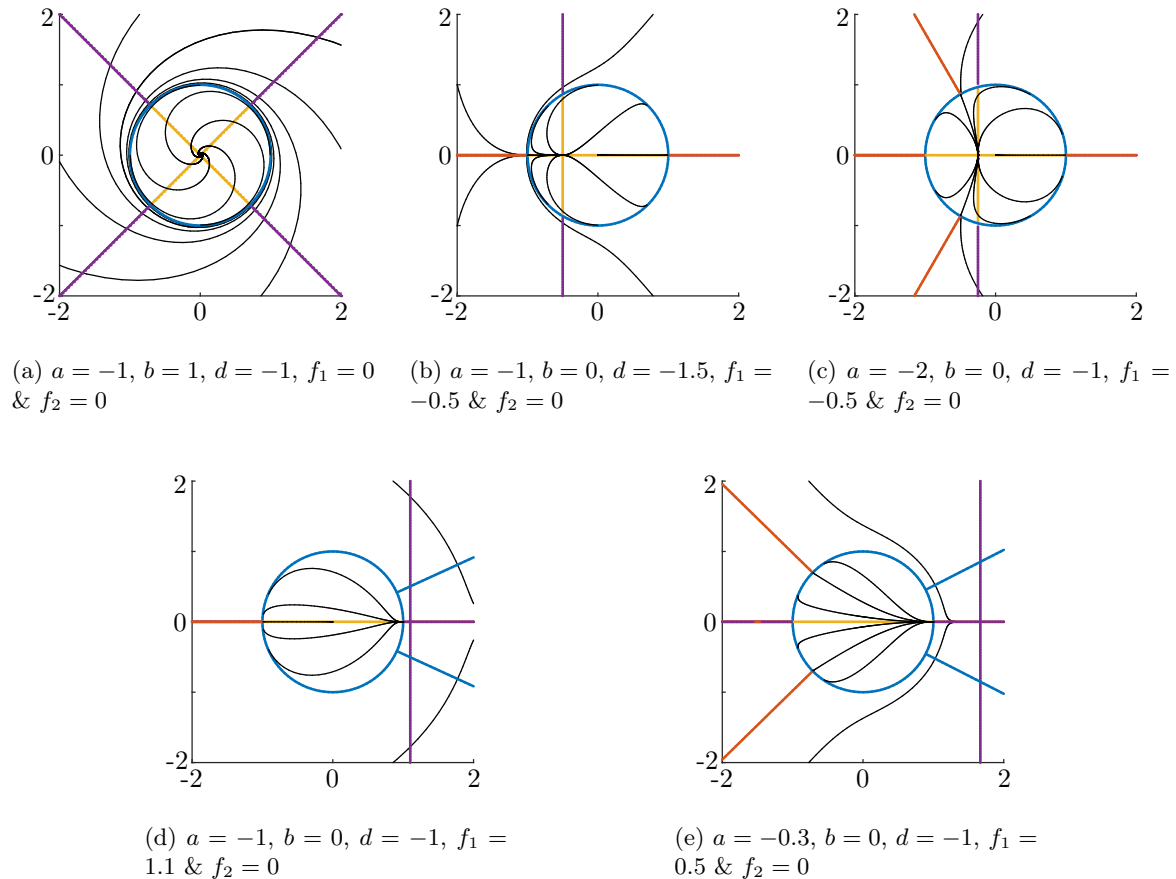 2
0
-2
-2 0 2
2
0
-2
-2 0 2
2
0
-2
-2 0 2
(a) a = −1, b = 1, d = −1, f₁ = 0
& f₂ = 0
(b) a = −1, b = 0, d = −1.5, f₁ =
−0.5 & f₂ = 0
(c) a = −2, b = 0, d = −1, f₁ =
−0.5 & f₂ = 0
2
0
-2
-2 0 2
2
0
-2
-2 0 2
(d) a = −1, b = 0, d = −1, f₁ =
1.1 & f₂ = 0
(e) a = −0.3, b = 0, d = −1, f₁ =
0.5 & f₂ = 0